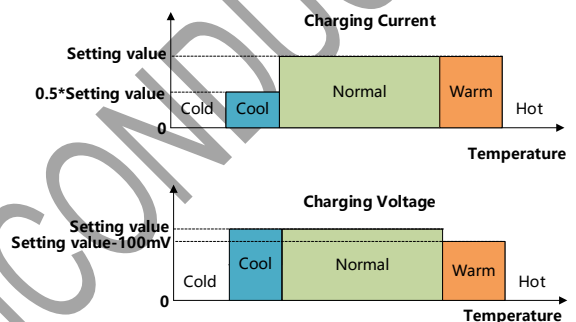 Charging Current
Setting value
0.5*Setting value
Cold Cool Normal Warm Hot
0
Temperature
Charging Voltage
Setting value
Setting value-100mV
Cold Cool Normal Warm Hot
0
Temperature